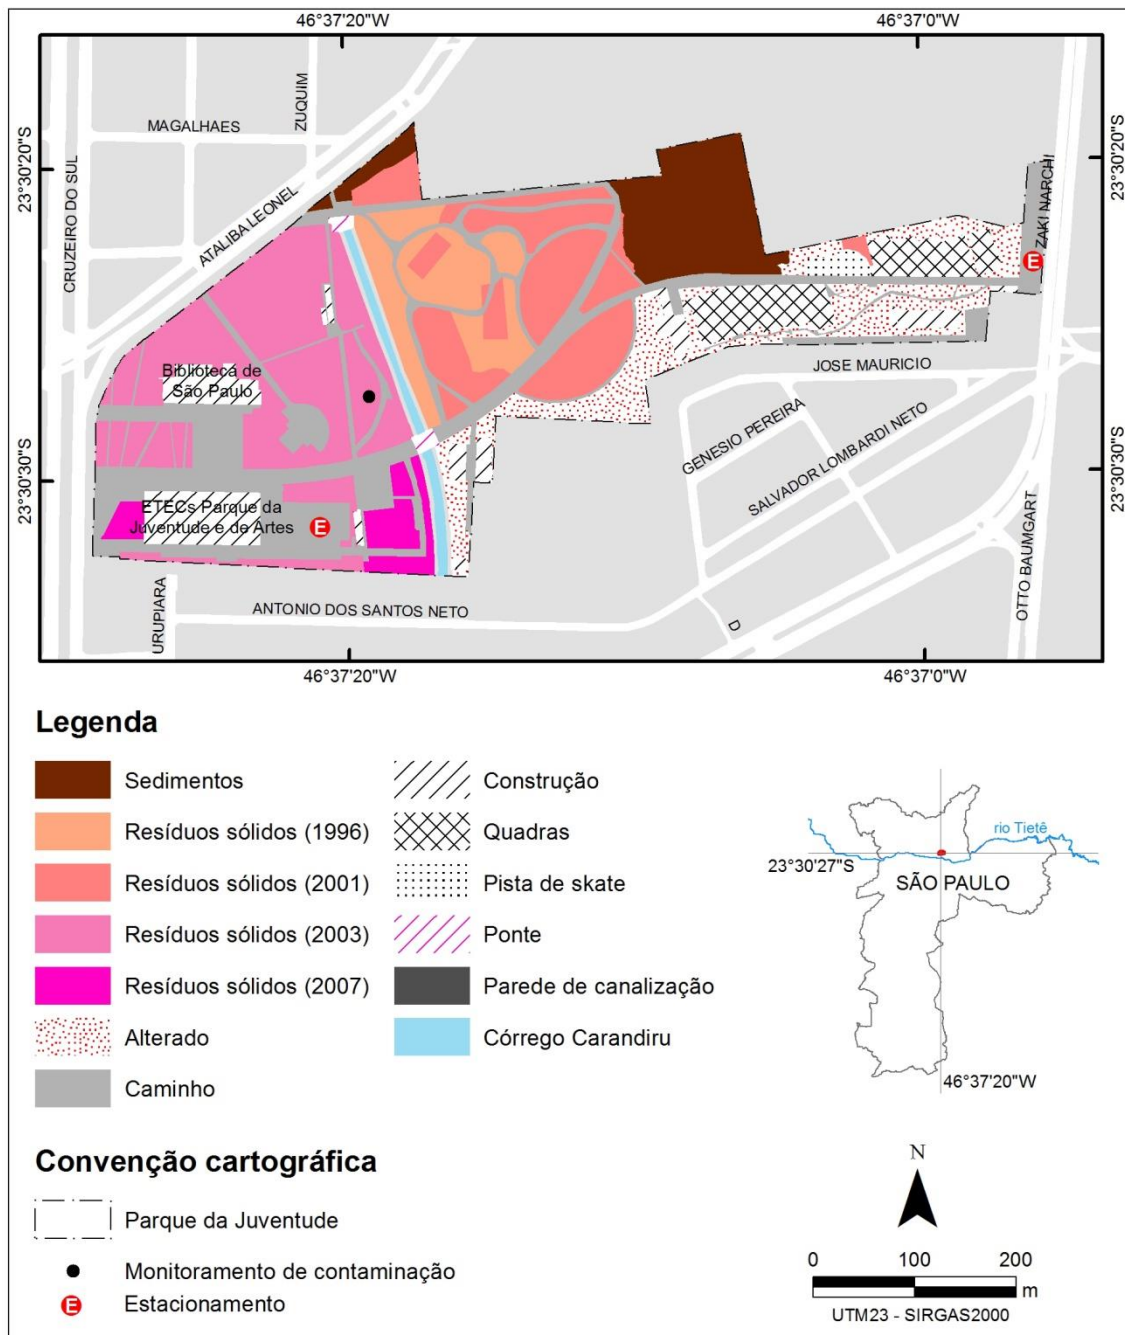 46°37'20"W
46°37'0"W
23°30'20"S
23°30'20"S
ZUQUIM
MAGALHAES
CRUZEIRO DO SUL
ATALIBA LEONEL
ZAKI NARCHI
E
Biblioteca de
São Paulo
JOSE MAURICIO
GENESIO PEREIRA
SALVADOR LOMBARDI NETO
23°30'30"S
23°30'30"S
ETECs Parque da
Juventude e de Artes
E
OTTO BAUMGART
URUPIARA
ANTONIO DOS SANTOS NETO
D
46°37'20"W
46°37'0"W
Legenda
Sedimentos
Resíduos sólidos (1996)
Resíduos sólidos (2001)
Resíduos sólidos (2003)
Resíduos sólidos (2007)
Alterado
Caminho
Construção
Quadras
Pista de skate
Ponte
Parede de canalização
Córrego Carandiru
rio Tietê
23°30'27"S
SÃO PAULO
46°37'20"W
Convenção cartográfica
Parque da Juventude
Monitoramento de contaminação
E Estacionamento
N
0 100 200
m
UTM23 - SIRGAS2000